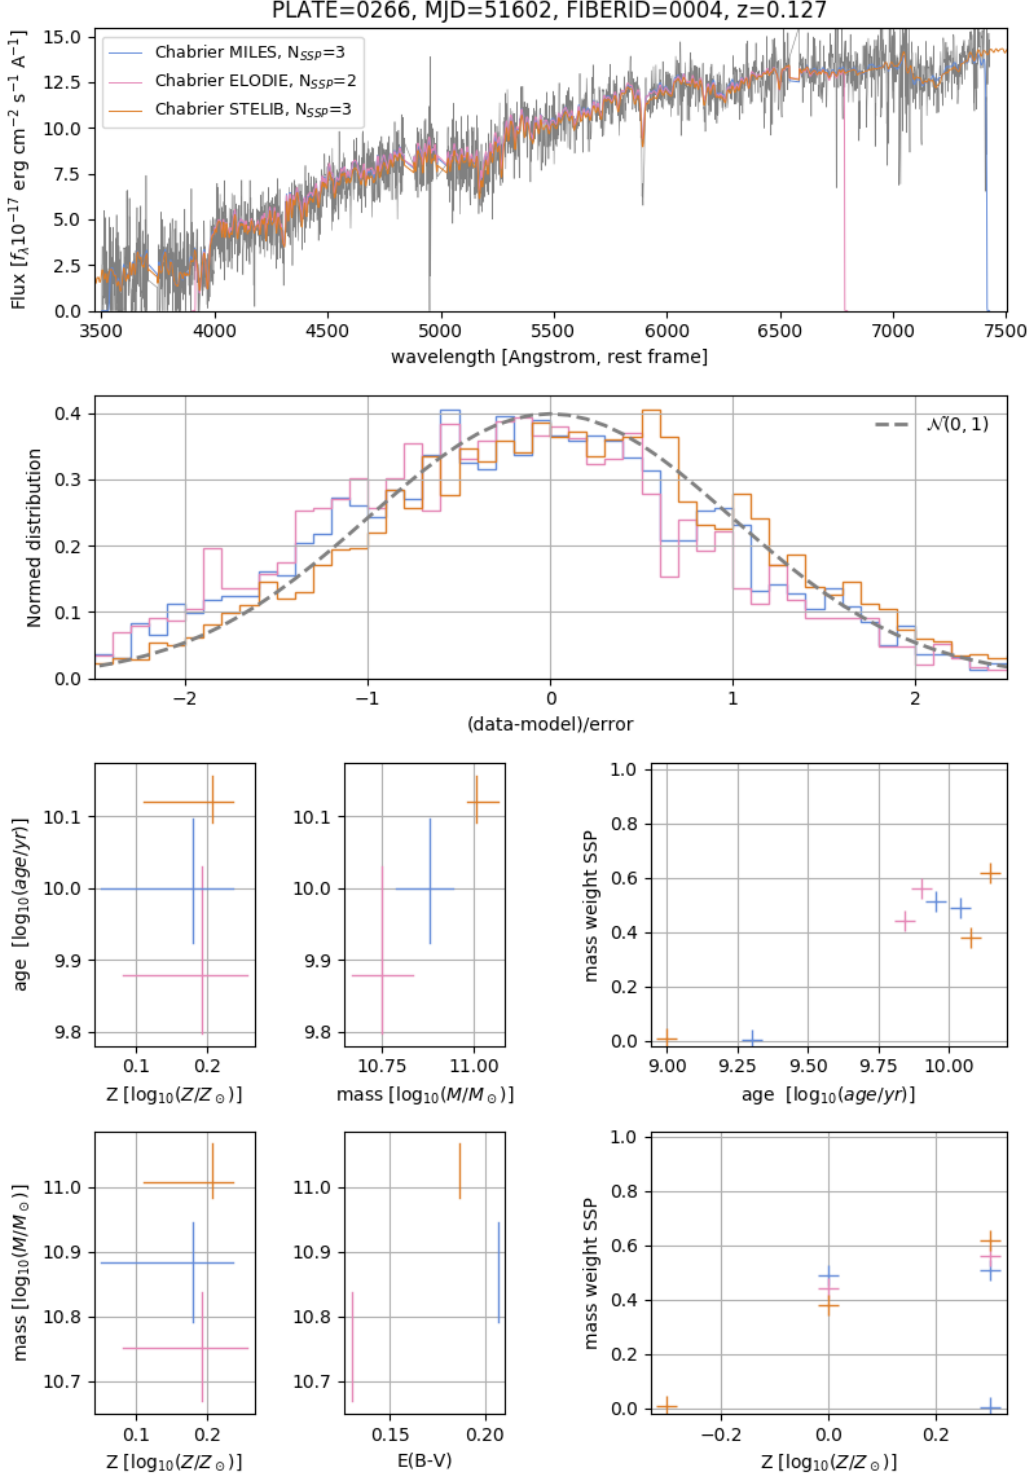 PLATE=0266, MJD=51602, FIBERID=0004, z=0.127
Chabrier MILES, N_SSP=3
Chabrier ELODIE, N_SSP=2
Chabrier STELIB, N_SSP=3
15.0
12.5
10.0
7.5
5.0
2.5
0.0
Flux [f_λ10⁻¹⁷ erg cm⁻² s⁻¹ A⁻¹]
3500 4000 4500 5000 5500 6000 6500 7000 7500
wavelength [Angstrom, rest frame]
𝒩(0, 1)
0.4
0.3
0.2
0.1
0.0
Normed distribution
−2 −1 0 1 2
(data-model)/error
10.1
10.0
9.9
9.8
age [log₁₀(age/yr)]
0.1 0.2
Z [log₁₀(Z/Z☉)]
10.1
10.0
9.9
9.8
10.75 11.00
mass [log₁₀(M/M☉)]
1.0
0.8
0.6
0.4
0.2
0.0
mass weight SSP
9.00 9.25 9.50 9.75 10.00
age [log₁₀(age/yr)]
11.0
10.9
10.8
10.7
mass [log₁₀(M/M☉)]
0.1 0.2
Z [log₁₀(Z/Z☉)]
11.0
10.9
10.8
10.7
0.15 0.20
E(B-V)
1.0
0.8
0.6
0.4
0.2
0.0
mass weight SSP
−0.2 0.0 0.2
Z [log₁₀(Z/Z☉)]